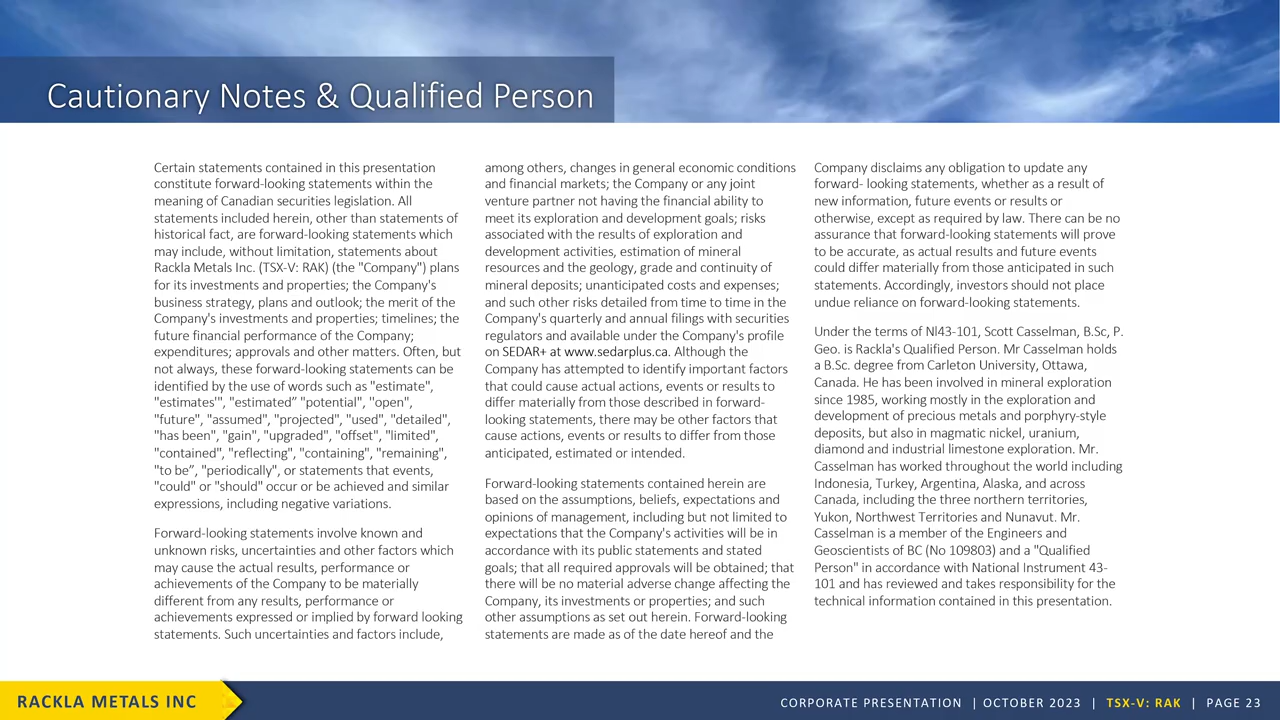 Cautionary Notes & Qualified Person
Certain statements contained in this presentation
constitute forward-looking statements within the
meaning of Canadian securities legislation. All
statements included herein, other than statements of
historical fact, are forward-looking statements which
may include, without limitation, statements about
Rackla Metals Inc. (TSX-V: RAK) (the "Company") plans
for its investments and properties; the Company's
business strategy, plans and outlook; the merit of the
Company's investments and properties; timelines; the
future financial performance of the Company;
expenditures; approvals and other matters. Often, but
not always, these forward-looking statements can be
identified by the use of words such as "estimate",
"estimates'", "estimated” "potential", "open",
"future", "assumed", "projected", "used", "detailed",
"has been", "gain", "upgraded", "offset", "limited",
"contained", "reflecting", "containing", "remaining",
"to be”, "periodically", or statements that events,
"could" or "should" occur or be achieved and similar
expressions, including negative variations.
Forward-looking statements involve known and
unknown risks, uncertainties and other factors which
may cause the actual results, performance or
achievements of the Company to be materially
different from any results, performance or
achievements expressed or implied by forward looking
statements. Such uncertainties and factors include,
among others, changes in general economic conditions
and financial markets; the Company or any joint
venture partner not having the financial ability to
meet its exploration and development goals; risks
associated with the results of exploration and
development activities, estimation of mineral
resources and the geology, grade and continuity of
mineral deposits; unanticipated costs and expenses;
and such other risks detailed from time to time in the
Company's quarterly and annual filings with securities
regulators and available under the Company's profile
on SEDAR+ at www.sedarplus.ca. Although the
Company has attempted to identify important factors
that could cause actual actions, events or results to
differ materially from those described in forward-
looking statements, there may be other factors that
cause actions, events or results to differ from those
anticipated, estimated or intended.
Forward-looking statements contained herein are
based on the assumptions, beliefs, expectations and
opinions of management, including but not limited to
expectations that the Company's activities will be in
accordance with its public statements and stated
goals; that all required approvals will be obtained; that
there will be no material adverse change affecting the
Company, its investments or properties; and such
other assumptions as set out herein. Forward-looking
statements are made as of the date hereof and the
Company disclaims any obligation to update any
forward- looking statements, whether as a result of
new information, future events or results or
otherwise, except as required by law. There can be no
assurance that forward-looking statements will prove
to be accurate, as actual results and future events
could differ materially from those anticipated in such
statements. Accordingly, investors should not place
undue reliance on forward-looking statements.
Under the terms of NI43-101, Scott Casselman, B.Sc, P.
Geo. is Rackla's Qualified Person. Mr Casselman holds
a B.Sc. degree from Carleton University, Ottawa,
Canada. He has been involved in mineral exploration
since 1985, working mostly in the exploration and
development of precious metals and porphyry-style
deposits, but also in magmatic nickel, uranium,
diamond and industrial limestone exploration. Mr.
Casselman has worked throughout the world including
Indonesia, Turkey, Argentina, Alaska, and across
Canada, including the three northern territories,
Yukon, Northwest Territories and Nunavut. Mr.
Casselman is a member of the Engineers and
Geoscientists of BC (No 109803) and a "Qualified
Person" in accordance with National Instrument 43-
101 and has reviewed and takes responsibility for the
technical information contained in this presentation.
RACKLA METALS INC
CORPORATE PRESENTATION | OCTOBER 2023 | TSX-V: RAK | PAGE 23